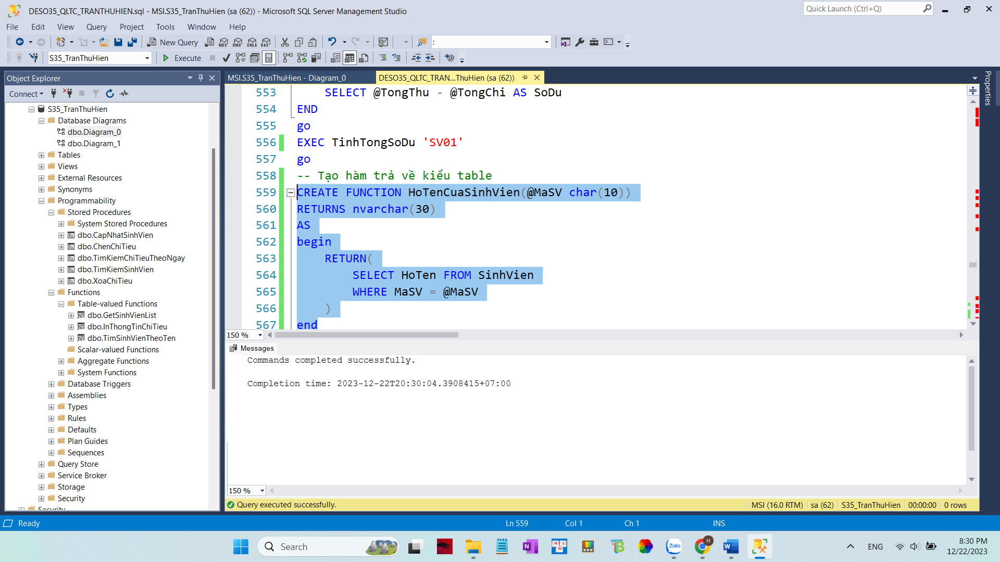 DESO35_QLTC_TRANTHUHIEN.sql - MSI.S35_TranThuHien (sa (62)) - Microsoft SQL Server Management Studio
Quick Launch (Ctrl+Q)
File Edit View Query Project Tools Window Help
New Query
MDX DMX XMLA DAX
:
S35_TranThuHien
Execute
Object Explorer
Connect
S35_TranThuHien
Database Diagrams
dbo.Diagram_0
dbo.Diagram_1
Tables
Views
External Resources
Synonyms
Programmability
Stored Procedures
System Stored Procedures
dbo.CapNhatSinhVien
dbo.ChenChiTieu
dbo.TimKiemChiTieuTheoNgay
dbo.TimKiemSinhVien
dbo.XoaChiTieu
Functions
Table-valued Functions
dbo.GetSinhVienList
dbo.InThongTinChiTieu
dbo.TimSinhVienTheoTen
Scalar-valued Functions
Aggregate Functions
System Functions
Database Triggers
Assemblies
Types
Rules
Defaults
Plan Guides
Sequences
Query Store
Service Broker
Storage
Security
Security
MSI.S35_TranThuHien - Diagram_0
DESO35_QLTC_TRAN...ThuHien (sa (62))
Properties
553 SELECT @TongThu - @TongChi AS SoDu
554 END
555 go
556 EXEC TinhTongSoDu 'SV01'
557 go
558 -- Tạo hàm trả về kiểu table
559 CREATE FUNCTION HoTenCuaSinhVien(@MaSV char(10))
560 RETURNS nvarchar(30)
561 AS
562 begin
563 RETURN(
564 SELECT HoTen FROM SinhVien
565 WHERE MaSV = @MaSV
566 )
567 end
150 %
Messages
Commands completed successfully.
Completion time: 2023-12-22T20:30:04.3908415+07:00
150 %
Query executed successfully.
MSI (16.0 RTM) sa (62) S35_TranThuHien 00:00:00 0 rows
Ready
Ln 559 Col 1 Ch 1 INS
Search
Zalo
H
ENG
8:30 PM
12/22/2023